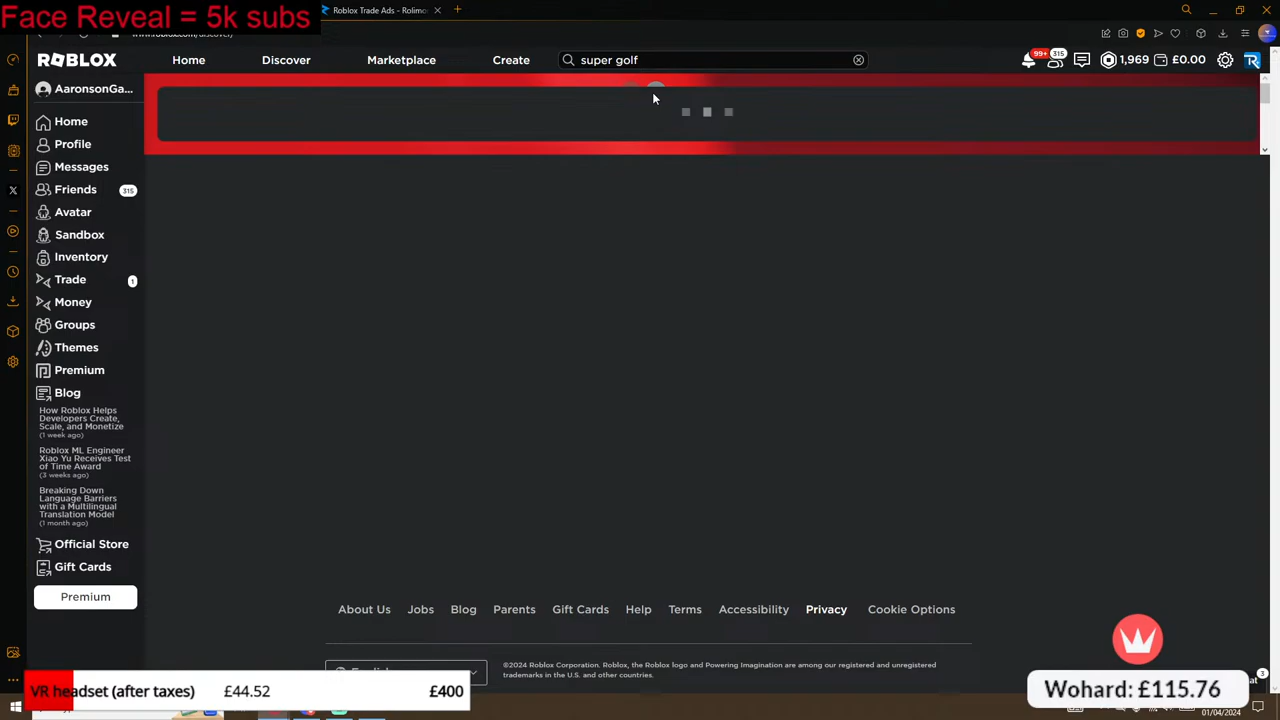 Face Reveal = 5k subs
Roblox Trade Ads - Rolimo
www.roblox.com/discover/
ROBLOX
Home
Discover
Marketplace
Create
super golf
99+
315
1,969
£0.00
AaronsonGa...
Home
Profile
Messages
Friends
315
Avatar
Sandbox
Inventory
Trade
1
Money
Groups
Themes
Premium
Blog
How Roblox Helps
Developers Create,
Scale, and Monetize
(1 week ago)
Roblox ML Engineer
Xiao Yu Receives Test
of Time Award
(3 weeks ago)
Breaking Down
Language Barriers
with a Multilingual
Translation Model
(1 month ago)
Official Store
Gift Cards
Premium
About Us
Jobs
Blog
Parents
Gift Cards
Help
Terms
Accessibility
Privacy
Cookie Options
©2024 Roblox Corporation. Roblox, the Roblox logo and Powering Imagination are among our registered and unregistered
trademarks in the U.S. and other countries.
VR headset (after taxes)
£44.52
£400
Wohard: £115.76
3
01/04/2024